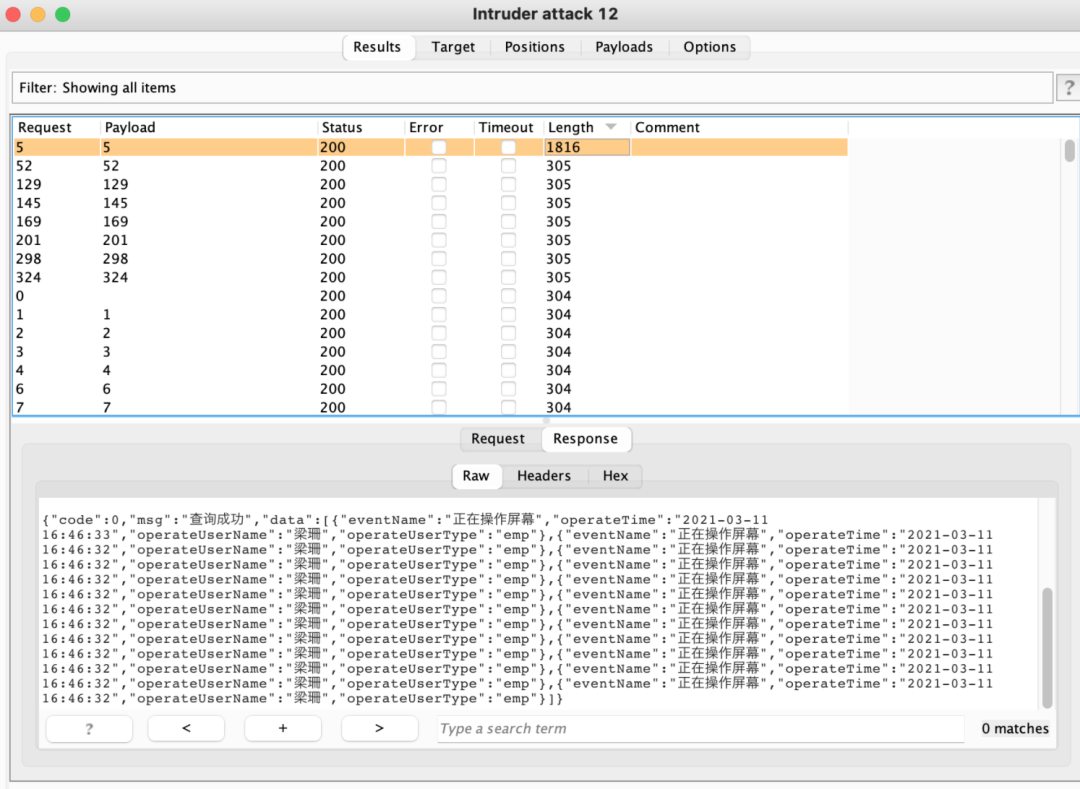 Intruder attack 12
Results Target Positions Payloads Options
Filter: Showing all items
?
Request Payload Status Error Timeout Length Comment
5 5 200 1816
52 52 200 305
129 129 200 305
145 145 200 305
169 169 200 305
201 201 200 305
298 298 200 305
324 324 200 305
0 200 304
1 1 200 304
2 2 200 304
3 3 200 304
4 4 200 304
6 6 200 304
7 7 200 304
Request Response
Raw Headers Hex
{"code":0,"msg":"查询成功","data":[{"eventName":"正在操作屏幕","operateTime":"2021-03-11
16:46:33","operateUserName":"梁珊","operateUserType":"emp"},{"eventName":"正在操作屏幕","operateTime":"2021-03-11
16:46:32","operateUserName":"梁珊","operateUserType":"emp"},{"eventName":"正在操作屏幕","operateTime":"2021-03-11
16:46:32","operateUserName":"梁珊","operateUserType":"emp"},{"eventName":"正在操作屏幕","operateTime":"2021-03-11
16:46:32","operateUserName":"梁珊","operateUserType":"emp"},{"eventName":"正在操作屏幕","operateTime":"2021-03-11
16:46:32","operateUserName":"梁珊","operateUserType":"emp"},{"eventName":"正在操作屏幕","operateTime":"2021-03-11
16:46:32","operateUserName":"梁珊","operateUserType":"emp"},{"eventName":"正在操作屏幕","operateTime":"2021-03-11
16:46:32","operateUserName":"梁珊","operateUserType":"emp"},{"eventName":"正在操作屏幕","operateTime":"2021-03-11
16:46:32","operateUserName":"梁珊","operateUserType":"emp"},{"eventName":"正在操作屏幕","operateTime":"2021-03-11
16:46:32","operateUserName":"梁珊","operateUserType":"emp"},{"eventName":"正在操作屏幕","operateTime":"2021-03-11
16:46:32","operateUserName":"梁珊","operateUserType":"emp"},{"eventName":"正在操作屏幕","operateTime":"2021-03-11
16:46:32","operateUserName":"梁珊","operateUserType":"emp"},{"eventName":"正在操作屏幕","operateTime":"2021-03-11
16:46:32","operateUserName":"梁珊","operateUserType":"emp"}]}
? < + > Type a search term 0 matches